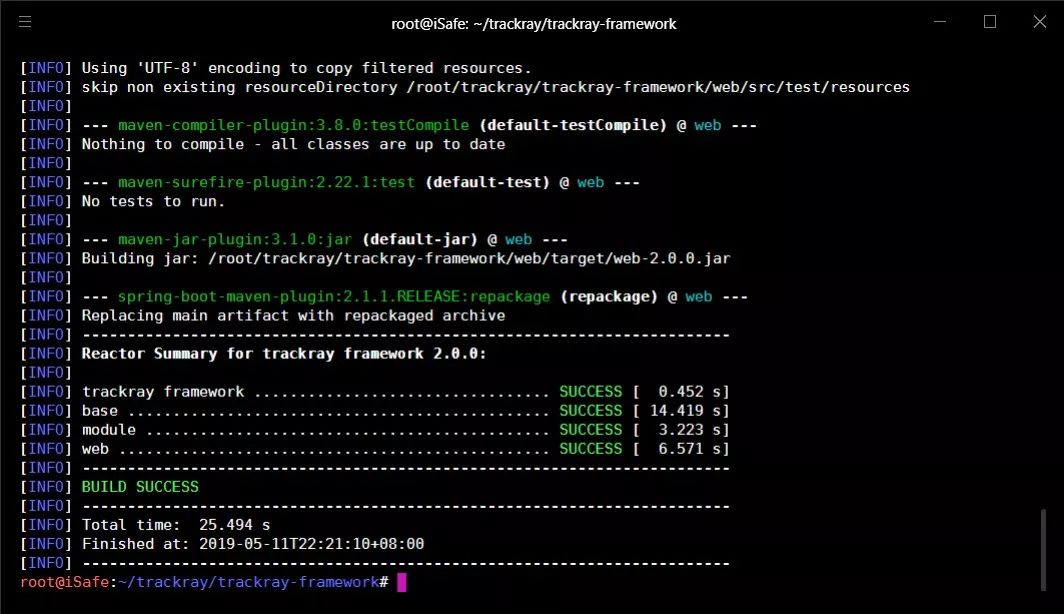 root@iSafe: ~/trackray/trackray-framework
[INFO] Using 'UTF-8' encoding to copy filtered resources.
[INFO] skip non existing resourceDirectory /root/trackray/trackray-framework/web/src/test/resources
[INFO]
[INFO] --- maven-compiler-plugin:3.8.0:testCompile (default-testCompile) @ web ---
[INFO] Nothing to compile - all classes are up to date
[INFO]
[INFO] --- maven-surefire-plugin:2.22.1:test (default-test) @ web ---
[INFO] No tests to run.
[INFO]
[INFO] --- maven-jar-plugin:3.1.0:jar (default-jar) @ web ---
[INFO] Building jar: /root/trackray/trackray-framework/web/target/web-2.0.0.jar
[INFO]
[INFO] --- spring-boot-maven-plugin:2.1.1.RELEASE:repackage (repackage) @ web ---
[INFO] Replacing main artifact with repackaged archive
[INFO] ------------------------------------------------------------------------
[INFO] Reactor Summary for trackray framework 2.0.0:
[INFO]
[INFO] trackray framework ................................. SUCCESS [  0.452 s]
[INFO] base ............................................... SUCCESS [ 14.419 s]
[INFO] module ............................................. SUCCESS [  3.223 s]
[INFO] web ................................................ SUCCESS [  6.571 s]
[INFO] ------------------------------------------------------------------------
[INFO] BUILD SUCCESS
[INFO] ------------------------------------------------------------------------
[INFO] Total time:  25.494 s
[INFO] Finished at: 2019-05-11T22:21:10+08:00
[INFO] ------------------------------------------------------------------------
root@iSafe:~/trackray/trackray-framework#